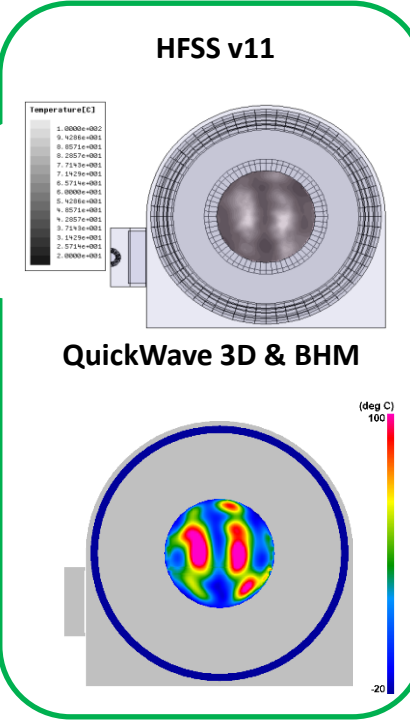 HFSS v11
Temperature[C]
1.0000e+002
9.4286e+001
8.8571e+001
8.2857e+001
7.7143e+001
7.1429e+001
6.5714e+001
6.0000e+001
5.4286e+001
4.8571e+001
4.2857e+001
3.7143e+001
3.1429e+001
2.5714e+001
2.0000e+001
QuickWave 3D & BHM
(deg C)
100
-20